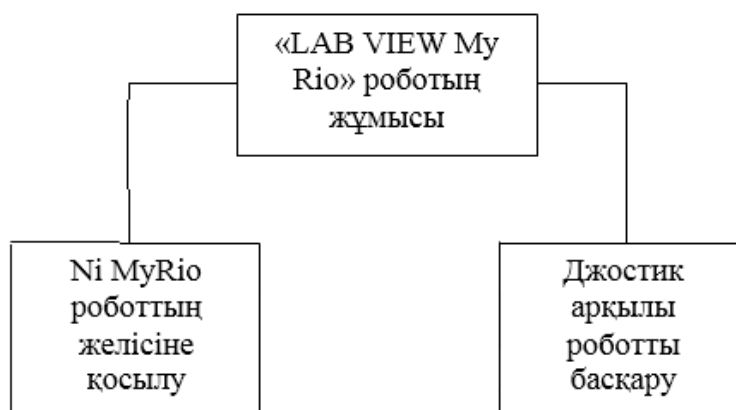 «LAB VIEW My
Rio» роботың
жұмысы
Ni MyRio
роботтың
желісіне
қосылу
Джостик
арқылы
роботты
басқару